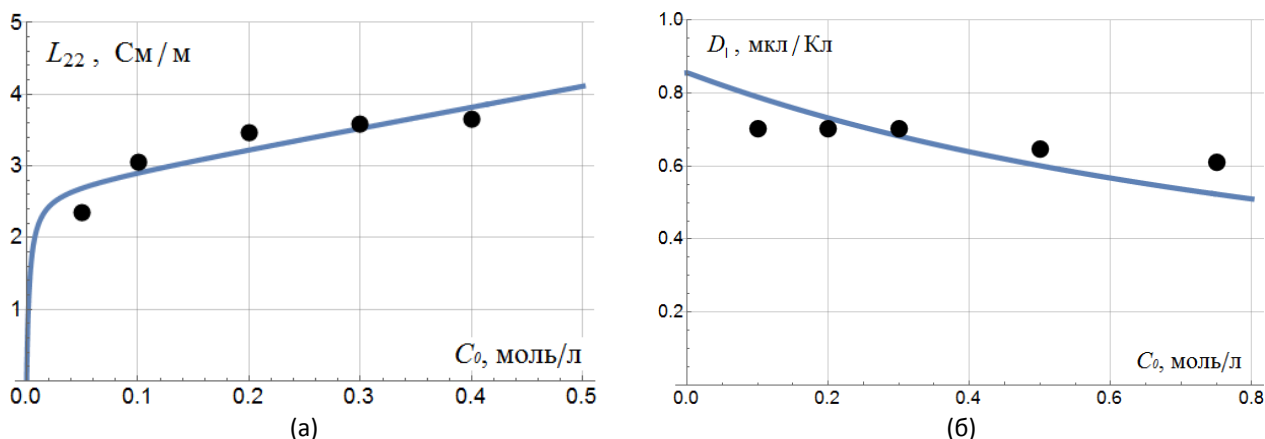 L₂₂ , См / м
5
4
3
2
1
0.0 0.1 0.2 0.3 0.4 0.5
C₀, моль/л
(а)
D₁ , мкл / Кл
1.0
0.8
0.6
0.4
0.2
0.0 0.2 0.4 0.6 0.8
C₀, моль/л
(б)